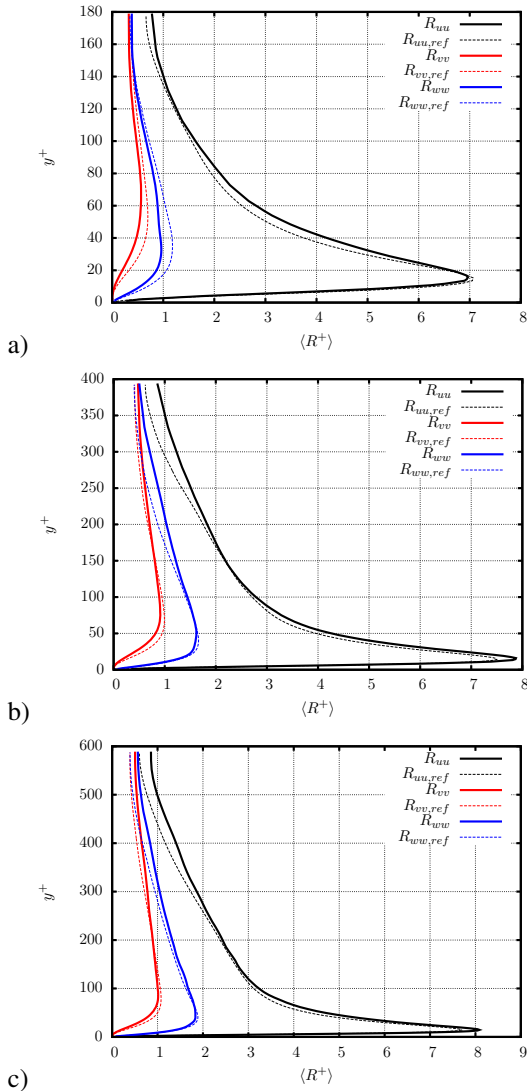 180
160
140
120
100
80
60
40
20
0
y+
R_uu
R_uu,ref
R_vv
R_vv,ref
R_ww
R_ww,ref
0 1 2 3 4 5 6 7 8
⟨R+⟩
a)
400
350
300
250
200
150
100
50
0
y+
R_uu
R_uu,ref
R_vv
R_vv,ref
R_ww
R_ww,ref
0 1 2 3 4 5 6 7 8
⟨R+⟩
b)
600
500
400
300
200
100
0
y+
R_uu
R_uu,ref
R_vv
R_vv,ref
R_ww
R_ww,ref
0 1 2 3 4 5 6 7 8 9
⟨R+⟩
c)